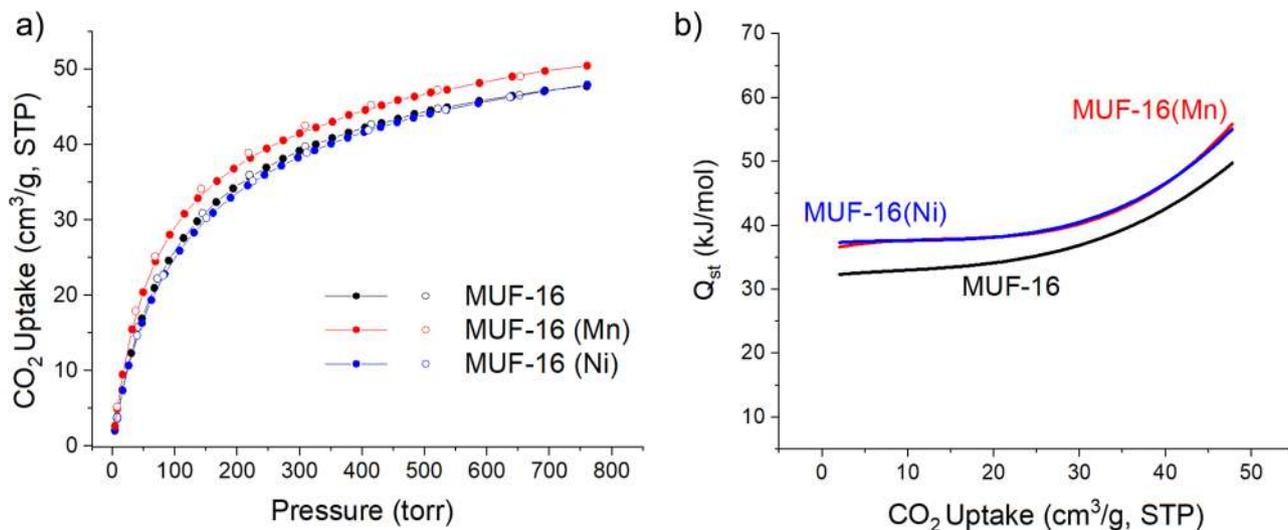 a)
50
40
30
20
10
0
CO₂ Uptake (cm³/g, STP)
0 100 200 300 400 500 600 700 800
Pressure (torr)
MUF-16
MUF-16 (Mn)
MUF-16 (Ni)
b)
70
60
50
40
30
20
10
Qst (kJ/mol)
MUF-16(Mn)
MUF-16(Ni)
MUF-16
0 10 20 30 40 50
CO₂ Uptake (cm³/g, STP)